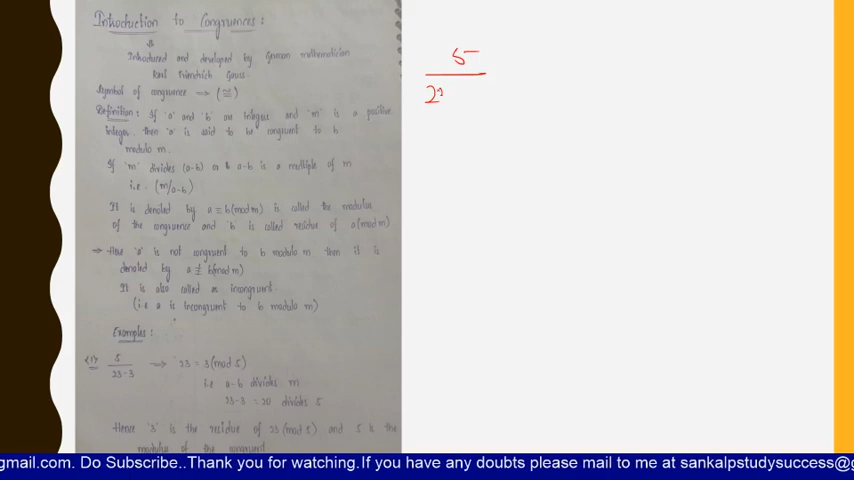 Introduction to Congruences:
Introduced and developed by German mathematician
Karl Friendrich Gauss.
Symbol of congruence → (≅)
Definition: If 'a' and 'b' are integers and 'm' is a positive
integer. then 'a' is said to be congruent to b
modulo m.
If 'm' divides (a-b) or a-b is a multiple of m
i.e (m/a-b)
It is denoted by a ≡ b(mod m) is called the modulus
of the congruence and 'b' is called residue of a(mod m)
⇒ 'a' is not congruent to b modulo m then it is
denoted by a ≢ b(mod m)
It is also called as incongruent.
(i.e a is incongruent to b modulo m)
Examples:
<1> 5/23-3 ⇒ 23 = 3(mod 5)
i.e a-b divides m
23-3 = 20 divides 5
Hence '3' is the residue of 23 (mod 5) and 5 is the
modulus of the congruent
5
gmail.com. Do Subscribe..Thank you for watching.If you have any doubts please mail to me at sankalpstudysuccess@g